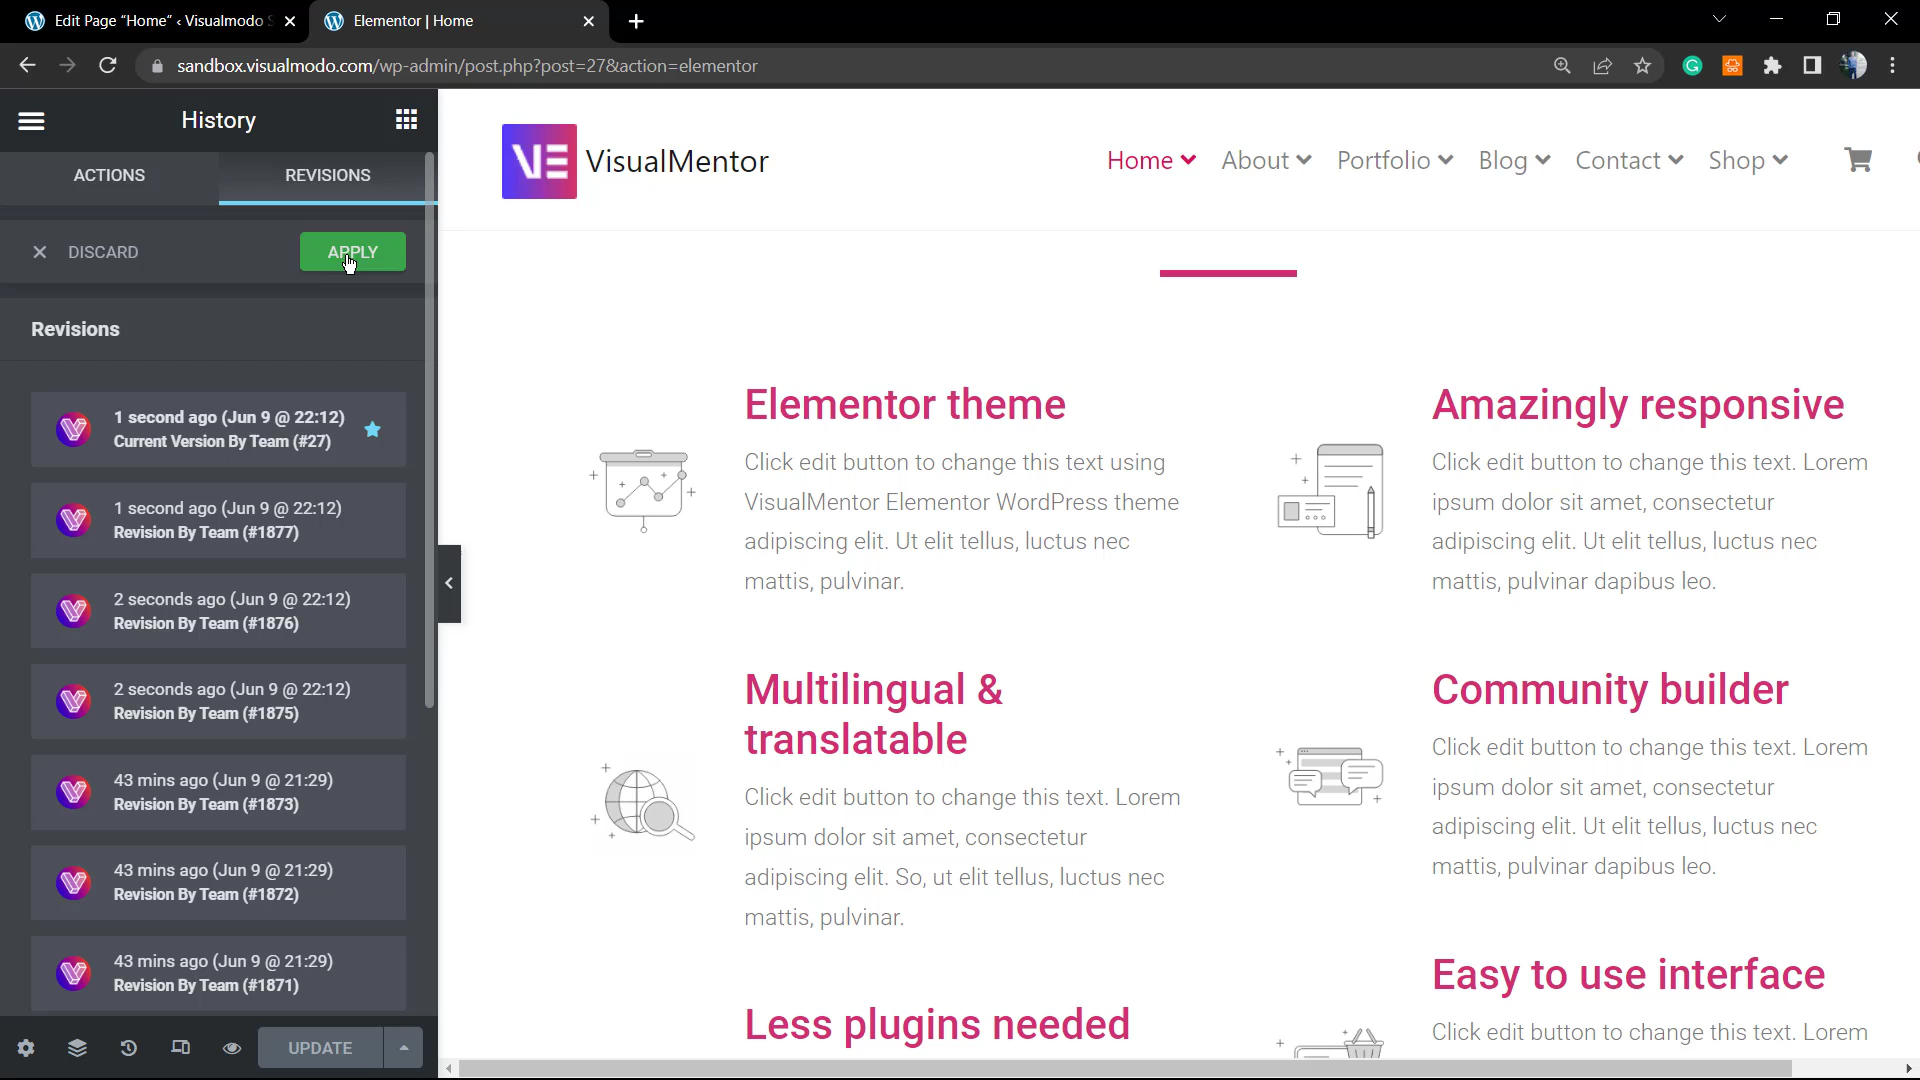 Edit Page "Home" ‹ Visualmodo
Elementor | Home
sandbox.visualmodo.com/wp-admin/post.php?post=27&action=elementor
History
ACTIONS
REVISIONS
DISCARD
APPLY
Revisions
1 second ago (Jun 9 @ 22:12)
Current Version By Team (#27)
1 second ago (Jun 9 @ 22:12)
Revision By Team (#1877)
2 seconds ago (Jun 9 @ 22:12)
Revision By Team (#1876)
2 seconds ago (Jun 9 @ 22:12)
Revision By Team (#1875)
43 mins ago (Jun 9 @ 21:29)
Revision By Team (#1873)
43 mins ago (Jun 9 @ 21:29)
Revision By Team (#1872)
43 mins ago (Jun 9 @ 21:29)
Revision By Team (#1871)
UPDATE
VE VisualMentor
Home
About
Portfolio
Blog
Contact
Shop
Elementor theme
Click edit button to change this text using
VisualMentor Elementor WordPress theme
adipiscing elit. Ut elit tellus, luctus nec
mattis, pulvinar.
Amazingly responsive
Click edit button to change this text. Lorem
ipsum dolor sit amet, consectetur
adipiscing elit. Ut elit tellus, luctus nec
mattis, pulvinar dapibus leo.
Multilingual &
translatable
Click edit button to change this text. Lorem
ipsum dolor sit amet, consectetur
adipiscing elit. So, ut elit tellus, luctus nec
mattis, pulvinar.
Community builder
Click edit button to change this text. Lorem
ipsum dolor sit amet, consectetur
adipiscing elit. Ut elit tellus, luctus nec
mattis, pulvinar dapibus leo.
Less plugins needed
Easy to use interface
Click edit button to change this text. Lorem